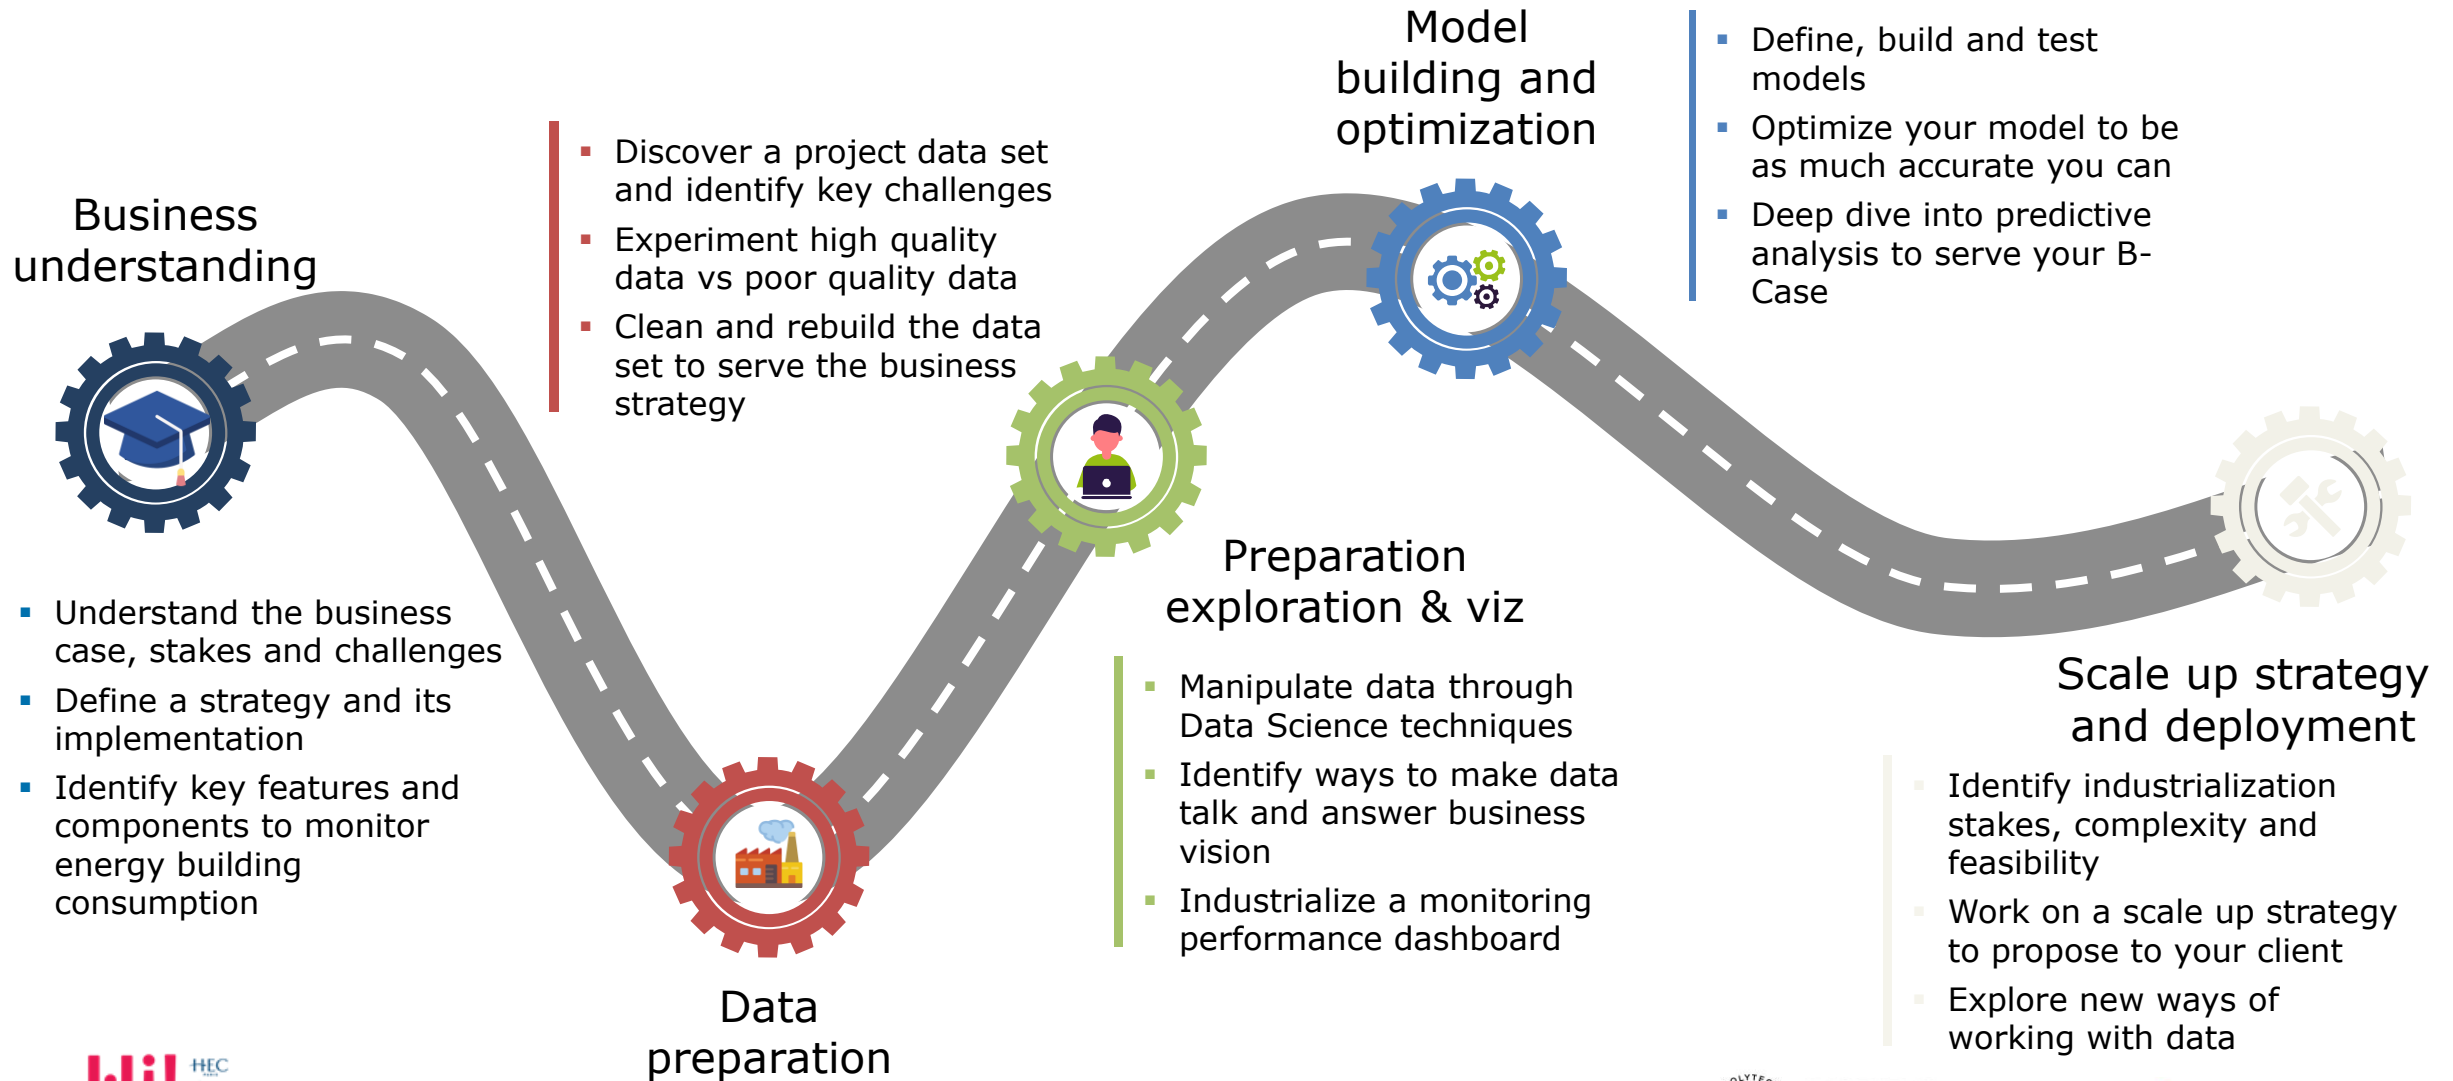 Business
understanding
Understand the business
case, stakes and challenges
Define a strategy and its
implementation
Identify key features and
components to monitor
energy building
consumption
Discover a project data set
and identify key challenges
Experiment high quality
data vs poor quality data
Clean and rebuild the data
set to serve the business
strategy
Data
preparation
Preparation
exploration & viz
Manipulate data through
Data Science techniques
Identify ways to make data
talk and answer business
vision
Industrialize a monitoring
performance dashboard
Model
building and
optimization
Define, build and test
models
Optimize your model to be
as much accurate you can
Deep dive into predictive
analysis to serve your B-
Case
Scale up strategy
and deployment
Identify industrialization
stakes, complexity and
feasibility
Work on a scale up strategy
to propose to your client
Explore new ways of
working with data
HEC